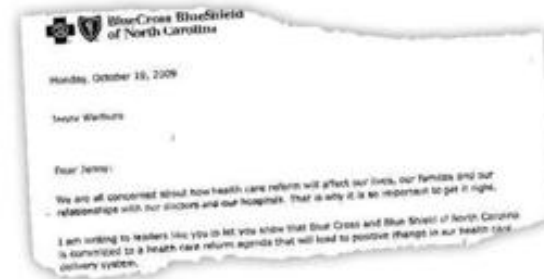 BlueCross BlueShield
of North Carolina
Monday, October 19, 2009
Dear Jenny:
We are all concerned about how health care reform will affect our lives, our families and our
relationships with our doctors and our hospitals. That is why it is so important to get it right.
I am writing to leaders like you to let you know that Blue Cross and Blue Shield of North Carolina
is committed to a health care reform agenda that will lead to positive change in our health care
delivery system.